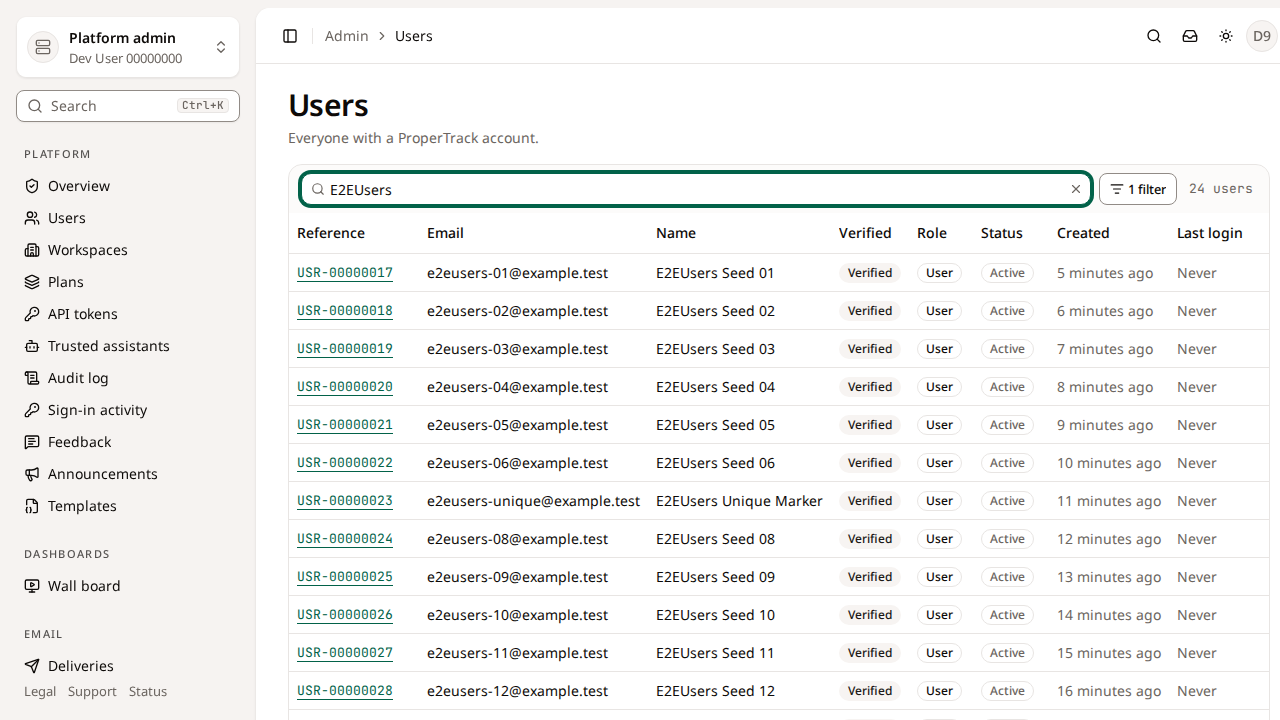 Platform admin
Dev User 00000000
Search Ctrl+K
PLATFORM
Overview
Users
Workspaces
Plans
API tokens
Trusted assistants
Audit log
Sign-in activity
Feedback
Announcements
Templates
DASHBOARDS
Wall board
EMAIL
Deliveries
Legal Support Status
Admin Users
D9
Users
Everyone with a ProperTrack account.
E2EUsers 1 filter 24 users
Reference Email Name Verified Role Status Created Last login
USR-00000017 e2eusers-01@example.test E2EUsers Seed 01 Verified User Active 5 minutes ago Never
USR-00000018 e2eusers-02@example.test E2EUsers Seed 02 Verified User Active 6 minutes ago Never
USR-00000019 e2eusers-03@example.test E2EUsers Seed 03 Verified User Active 7 minutes ago Never
USR-00000020 e2eusers-04@example.test E2EUsers Seed 04 Verified User Active 8 minutes ago Never
USR-00000021 e2eusers-05@example.test E2EUsers Seed 05 Verified User Active 9 minutes ago Never
USR-00000022 e2eusers-06@example.test E2EUsers Seed 06 Verified User Active 10 minutes ago Never
USR-00000023 e2eusers-unique@example.test E2EUsers Unique Marker Verified User Active 11 minutes ago Never
USR-00000024 e2eusers-08@example.test E2EUsers Seed 08 Verified User Active 12 minutes ago Never
USR-00000025 e2eusers-09@example.test E2EUsers Seed 09 Verified User Active 13 minutes ago Never
USR-00000026 e2eusers-10@example.test E2EUsers Seed 10 Verified User Active 14 minutes ago Never
USR-00000027 e2eusers-11@example.test E2EUsers Seed 11 Verified User Active 15 minutes ago Never
USR-00000028 e2eusers-12@example.test E2EUsers Seed 12 Verified User Active 16 minutes ago Never